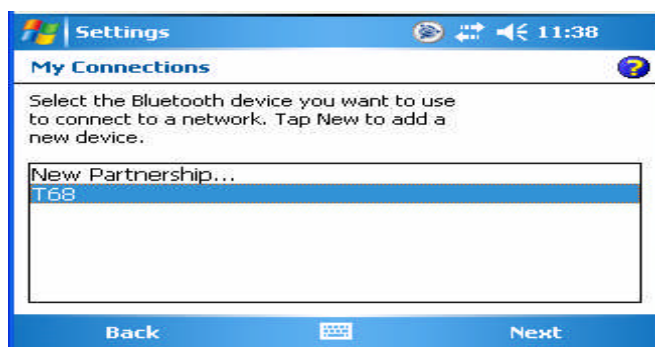 Settings 11:38
My Connections
?
Select the Bluetooth device you want to use
to connect to a network. Tap New to add a
new device.
New Partnership...
T68
Back Next